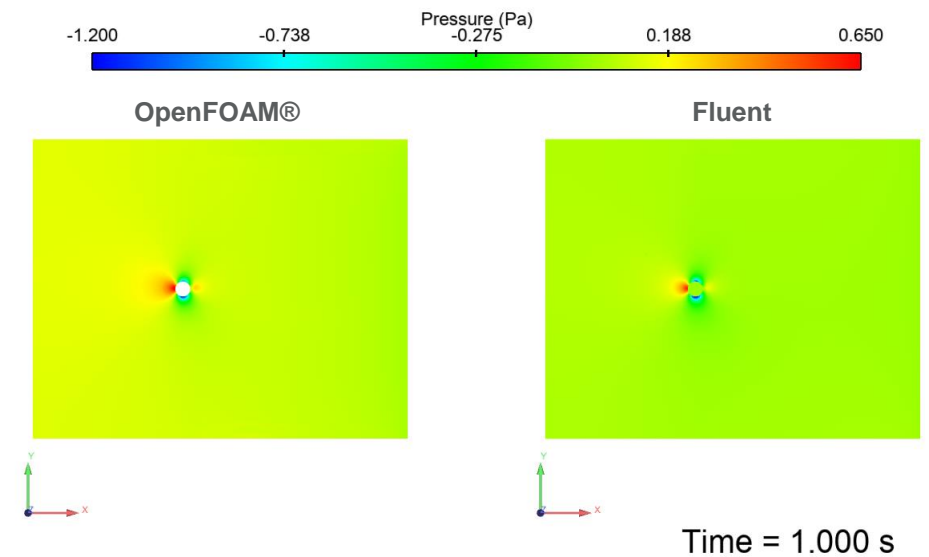 Pressure (Pa)
-1.200 -0.738 -0.275 0.188 0.650
OpenFOAM® Fluent
Y Y
X X
Time = 1.000 s